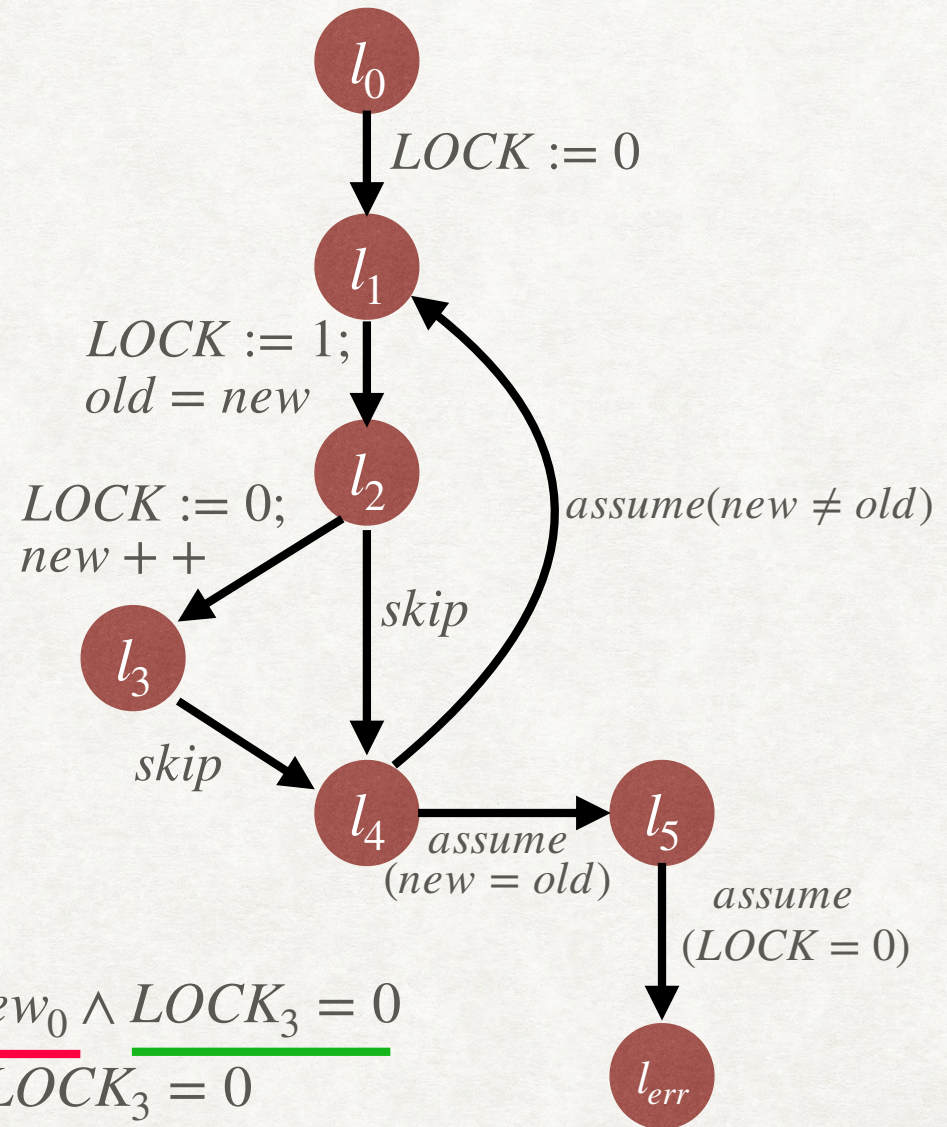 l₀
LOCK := 0
l₁
LOCK := 1;
old = new
l₂
LOCK := 0;
new + +
assume(new ≠ old)
skip
l₃
skip
l₄
l₅
assume
(new = old)
assume
(LOCK = 0)
ew₀ ∧ LOCK₃ = 0
LOCK₃ = 0
lₑᵣᵣ